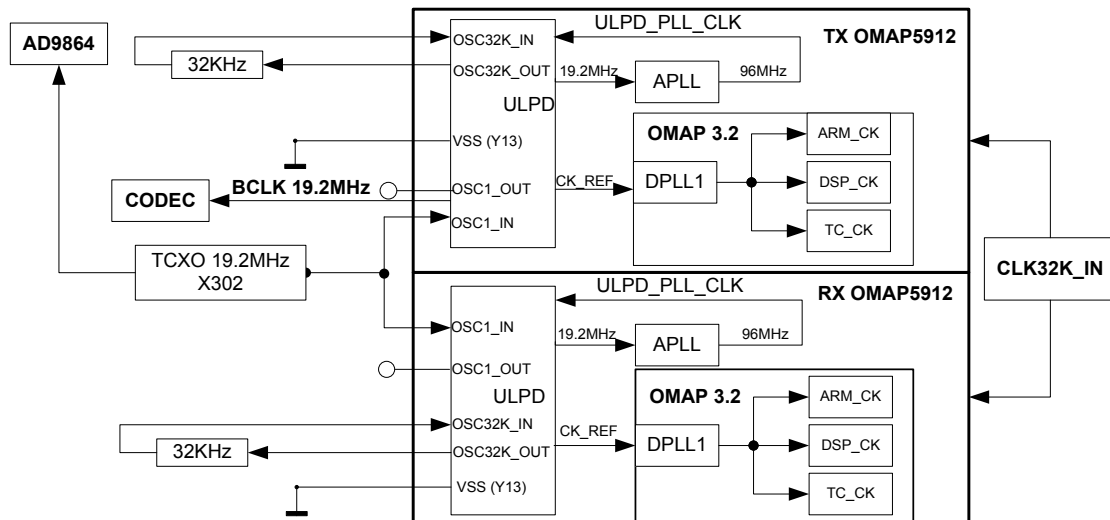 ULPD_PLL_CLK
TX OMAP5912
AD9864
OSC32K_IN
32KHz
OSC32K_OUT
19.2MHz
APLL
96MHz
ULPD
OMAP 3.2
ARM_CK
VSS (Y13)
BCLK 19.2MHz
CK_REF
DPLL1
DSP_CK
CODEC
OSC1_OUT
OSC1_IN
TC_CK
TCXO 19.2MHz
X302
CLK32K_IN
ULPD_PLL_CLK
RX OMAP5912
OSC1_IN
19.2MHz
APLL
96MHz
OSC1_OUT
ULPD
OMAP 3.2
ARM_CK
OSC32K_IN
CK_REF
DPLL1
DSP_CK
32KHz
OSC32K_OUT
VSS (Y13)
TC_CK